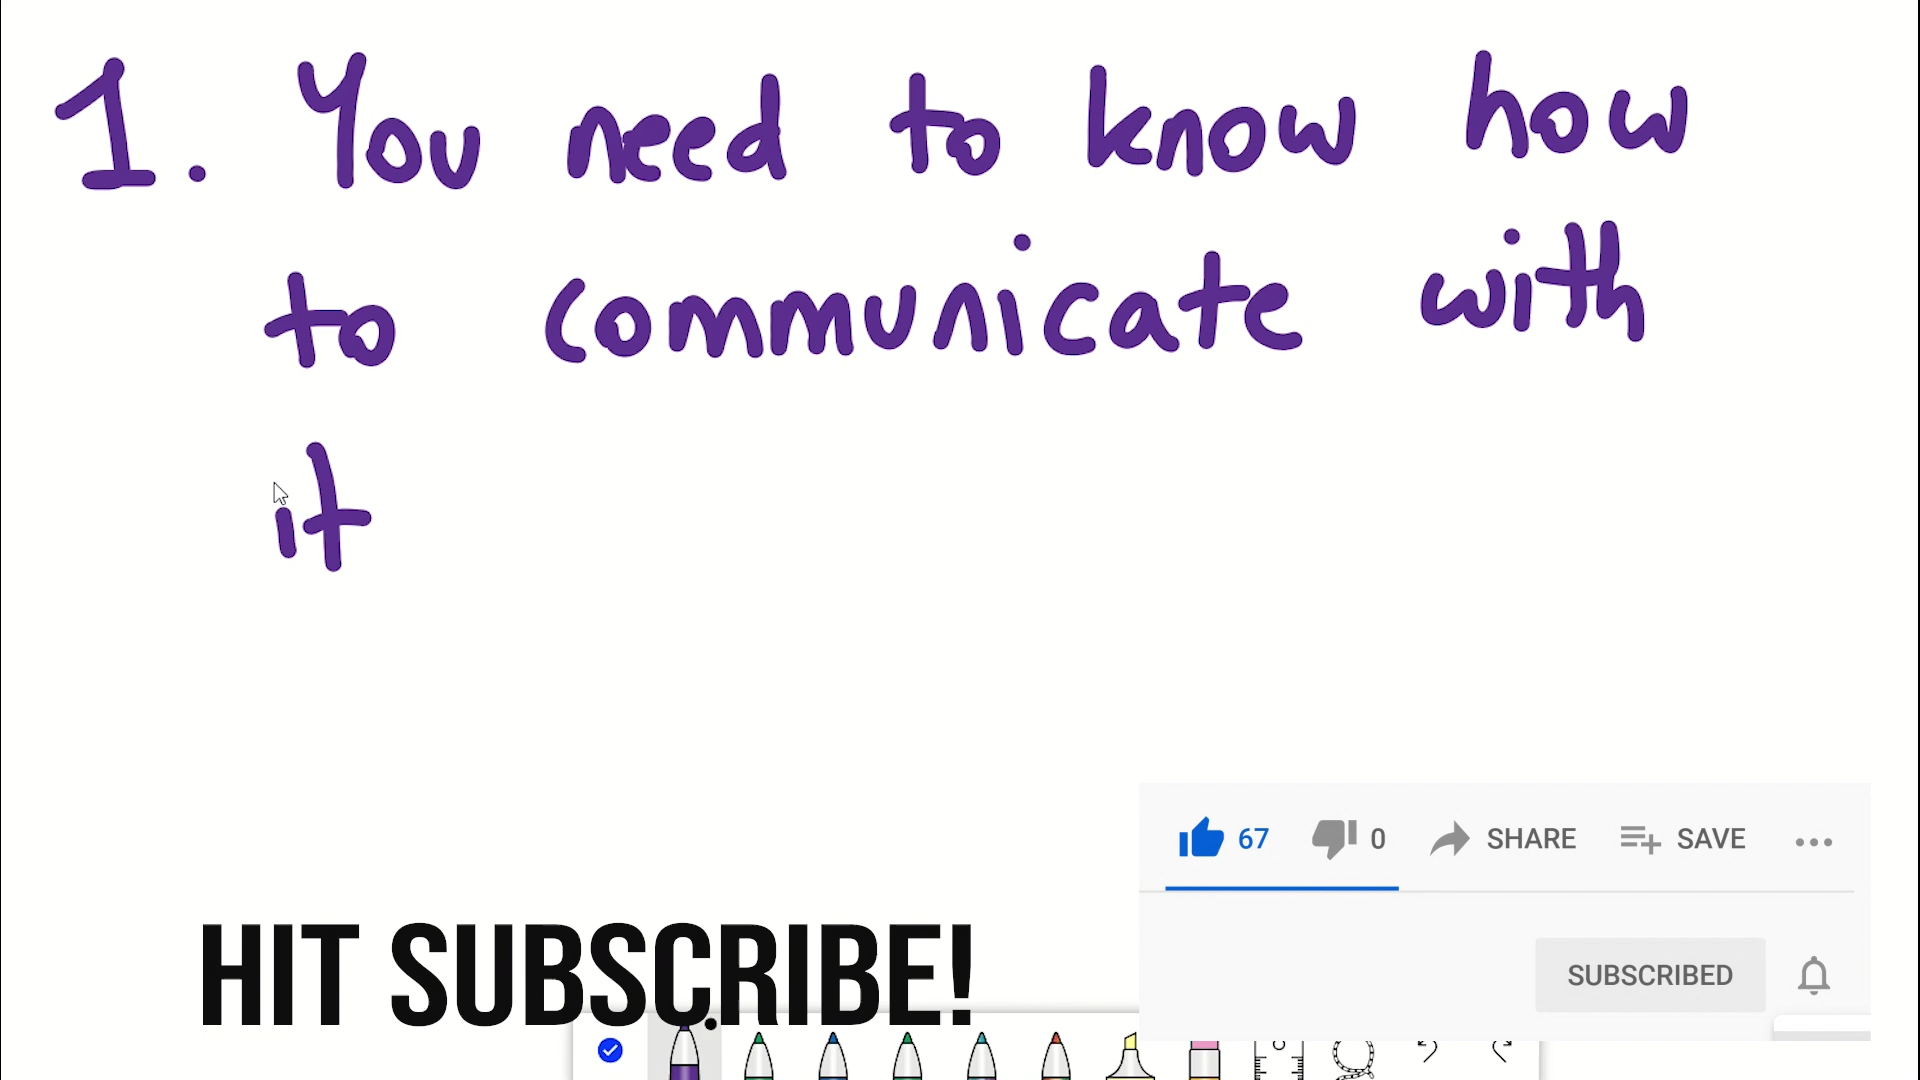 1. You need to know how
to communicate with
it
67 0 SHARE SAVE
HIT SUBSCRIBE!
SUBSCRIBED